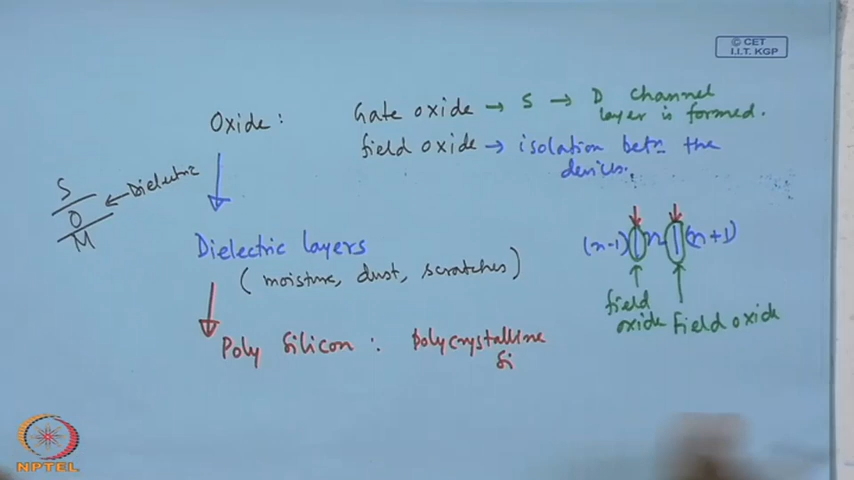 © CET
I.I.T. KGP
Oxide :
Gate oxide → S → D channel
layer is formed.
field oxide → isolation betn the
devices.
S
O
M
← Dielectric
Dielectric layers
( moisture, dust, scratches )
(n-1) n (n+1)
field
oxide
Field oxide
Poly Silicon : polycrystalline
Si
NPTEL